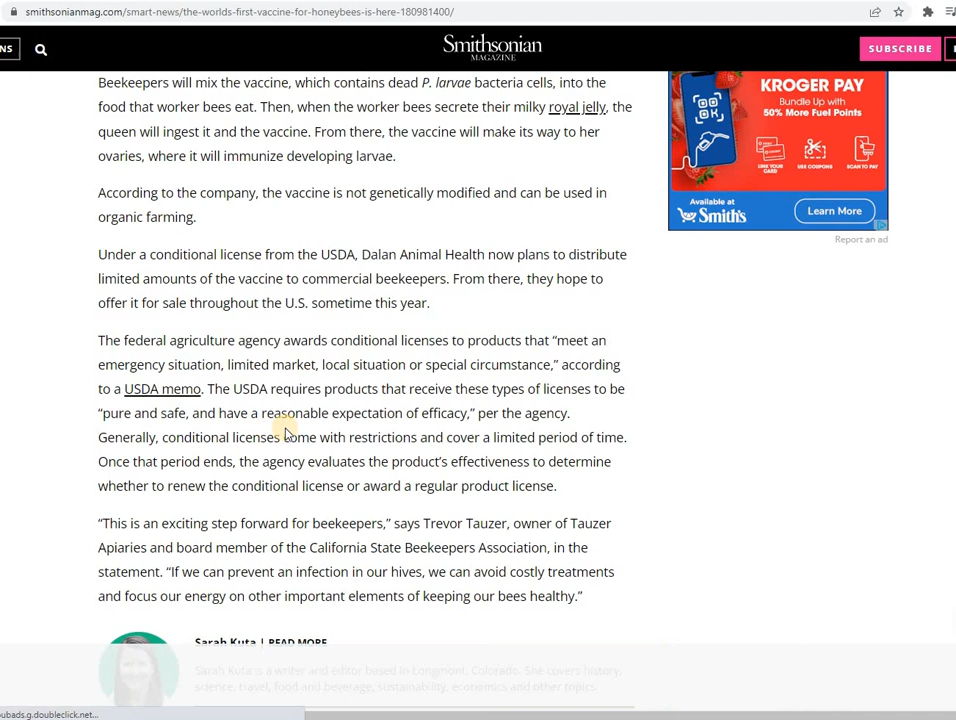 smithsonianmag.com/smart-news/the-worlds-first-vaccine-for-honeybees-is-here-180981400/
NS
Smithsonian
MAGAZINE
SUBSCRIBE
Beekeepers will mix the vaccine, which contains dead P. larvae bacteria cells, into the
food that worker bees eat. Then, when the worker bees secrete their milky royal jelly, the
queen will ingest it and the vaccine. From there, the vaccine will make its way to her
ovaries, where it will immunize developing larvae.
According to the company, the vaccine is not genetically modified and can be used in
organic farming.
Under a conditional license from the USDA, Dalan Animal Health now plans to distribute
limited amounts of the vaccine to commercial beekeepers. From there, they hope to
offer it for sale throughout the U.S. sometime this year.
The federal agriculture agency awards conditional licenses to products that “meet an
emergency situation, limited market, local situation or special circumstance,” according
to a USDA memo. The USDA requires products that receive these types of licenses to be
“pure and safe, and have a reasonable expectation of efficacy,” per the agency.
Generally, conditional licenses come with restrictions and cover a limited period of time.
Once that period ends, the agency evaluates the product’s effectiveness to determine
whether to renew the conditional license or award a regular product license.
“This is an exciting step forward for beekeepers,” says Trevor Tauzer, owner of Tauzer
Apiaries and board member of the California State Beekeepers Association, in the
statement. “If we can prevent an infection in our hives, we can avoid costly treatments
and focus our energy on other important elements of keeping our bees healthy.”
Sarah Kuta | READ MORE
Sarah Kuta is a writer and editor based in Longmont, Colorado. She covers history,
science, travel, food and beverage, sustainability, economics and other topics.
KROGER PAY
Bundle Up with
50% More Fuel Points
LINK YOUR
CARD
USE COUPONS
SCAN TO PAY
Available at
Smith's
Learn More
Report an ad
oubads.g.doubleclick.net...